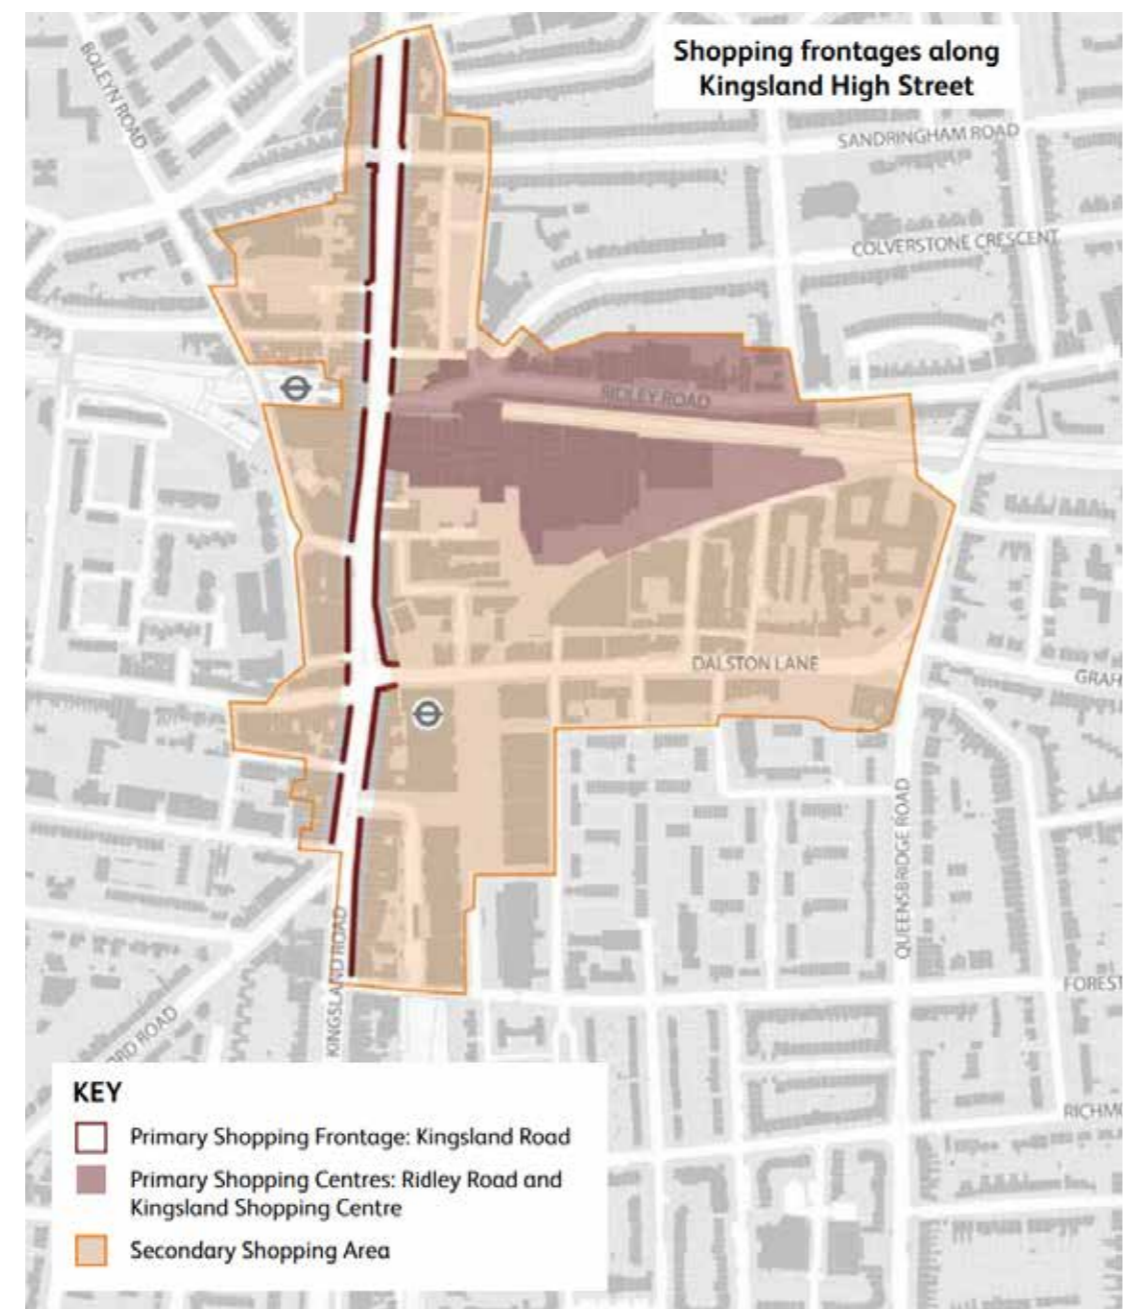 Shopping frontages along
Kingsland High Street
BOLEYN ROAD
SANDRINGHAM ROAD
COLVERSTONE CRESCENT
RIDLEY ROAD
DALSTON LANE
GRAH
QUEENSBRIDGE ROAD
KINGSLAND ROAD
FOREST
ORD ROAD
RICHM
KEY
Primary Shopping Frontage: Kingsland Road
Primary Shopping Centres: Ridley Road and
Kingsland Shopping Centre
Secondary Shopping Area